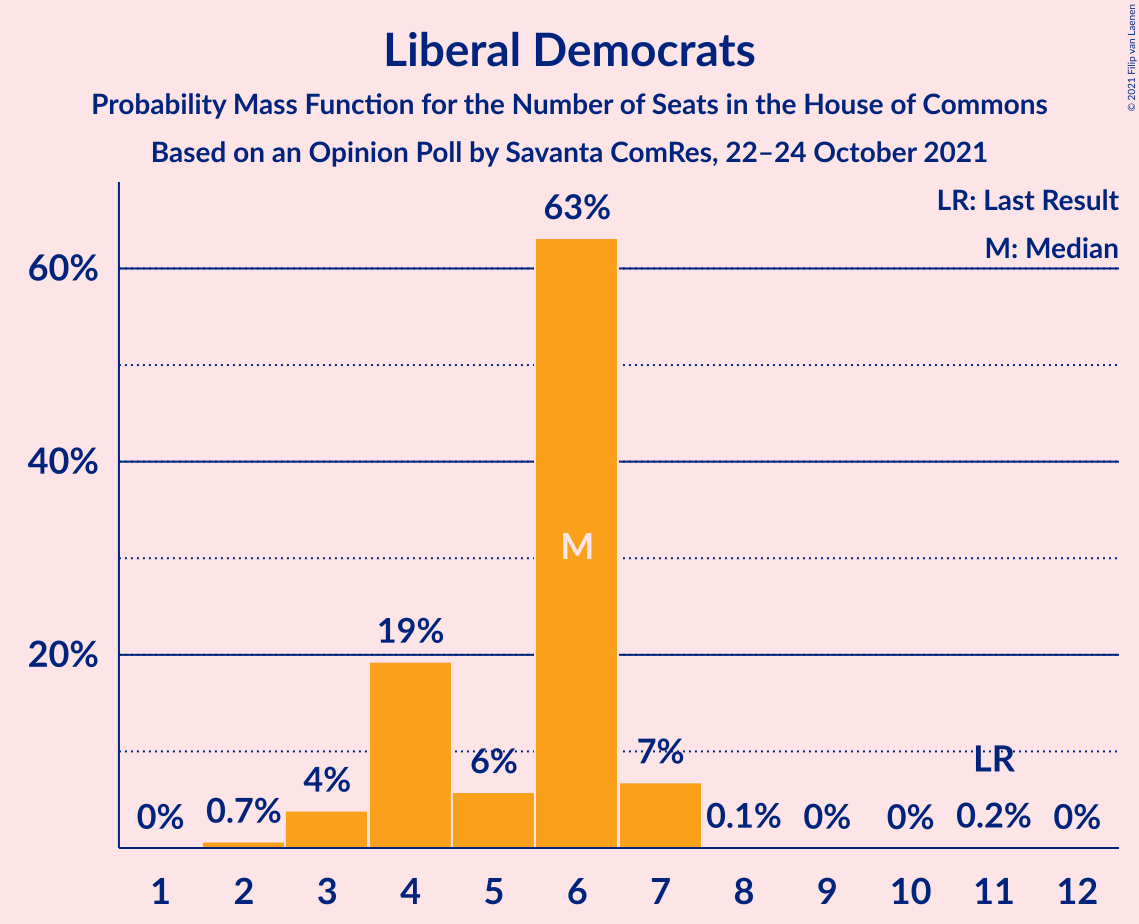 Liberal Democrats
Probability Mass Function for the Number of Seats in the House of Commons
Based on an Opinion Poll by Savanta ComRes, 22–24 October 2021
© 2021 Filip van Laenen
LR: Last Result
M: Median
63%
60%
40%
M
19%
20%
7%
6%
LR
4%
0%
0.7%
0.1%
0%
0%
0.2%
0%
1 2 3 4 5 6 7 8 9 10 11 12